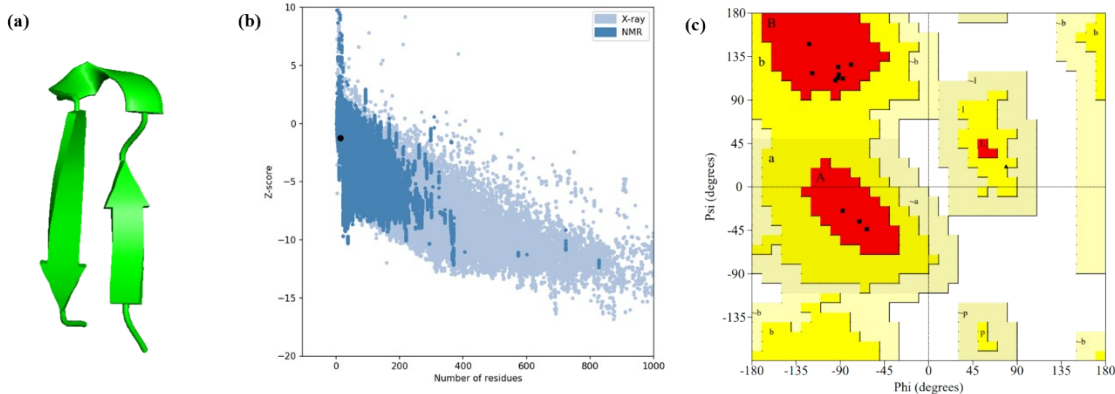 (a)
(b)
10
5
0
−5
−10
−15
−20
Z-score
0
200
400
600
800
1000
Number of residues
X-ray
NMR
(c)
180
135
90
45
0
-45
-90
-135
Psi (degrees)
B
b
~b
~b
b
~l
l
a
A
~a
~b
b
~p
p
~b
-180
-135
-90
-45
0
45
90
135
180
Phi (degrees)